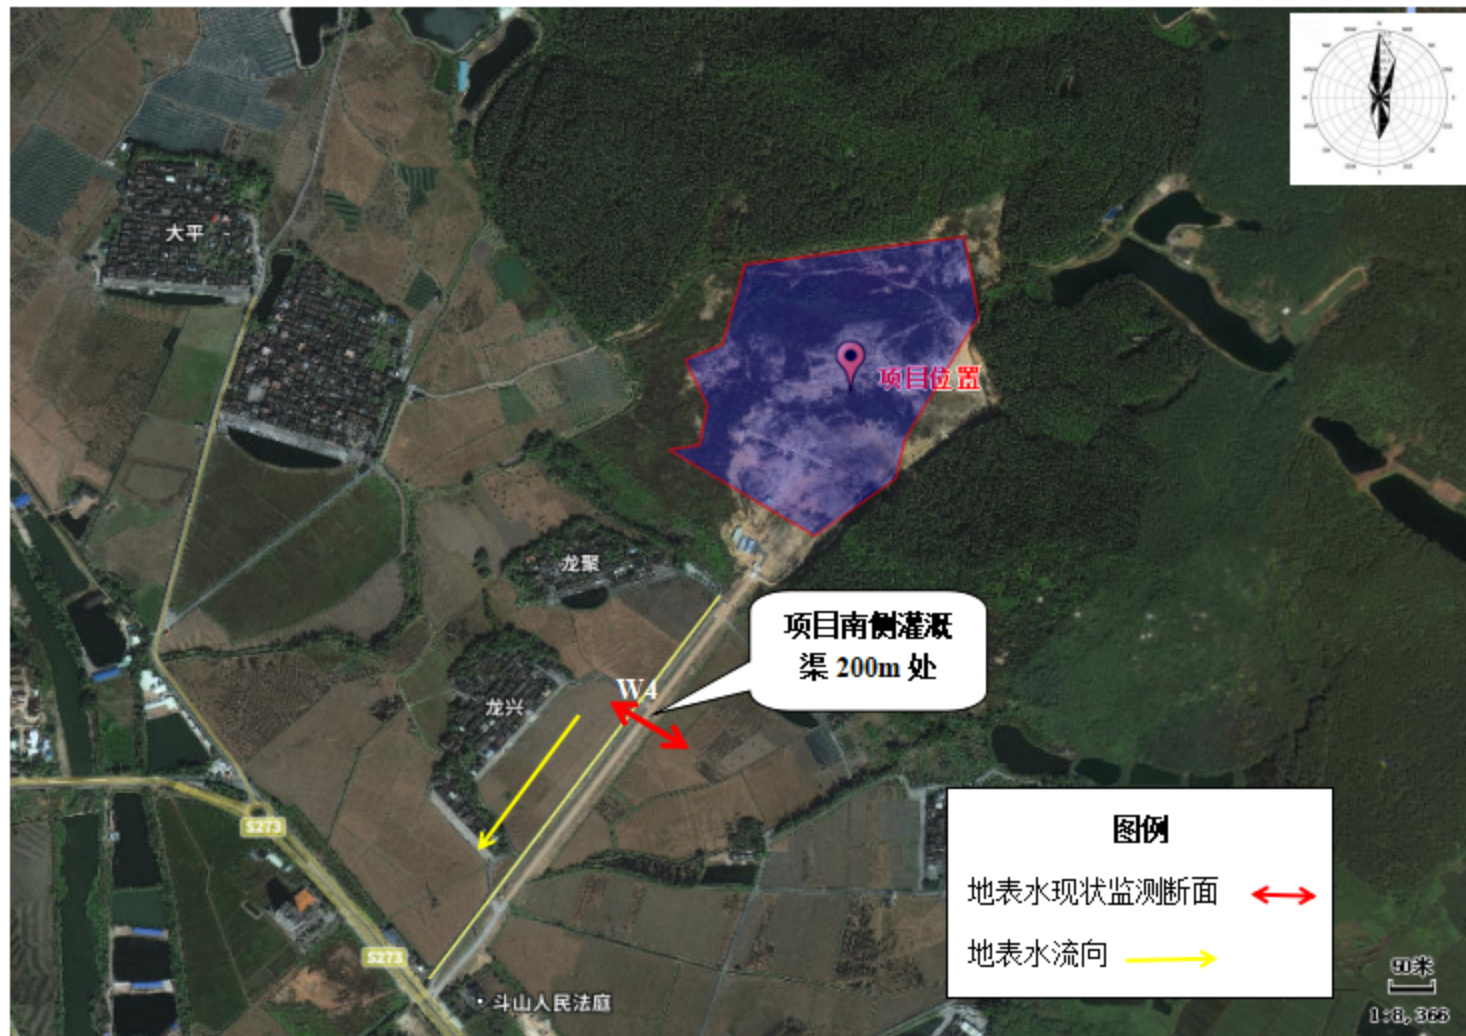 大平
项目位置
龙聚
项目南侧灌溉
渠 200m 处
W4
龙兴
S273
图例
地表水现状监测断面
地表水流向
S273
斗山人民法庭
50米
1:8,366